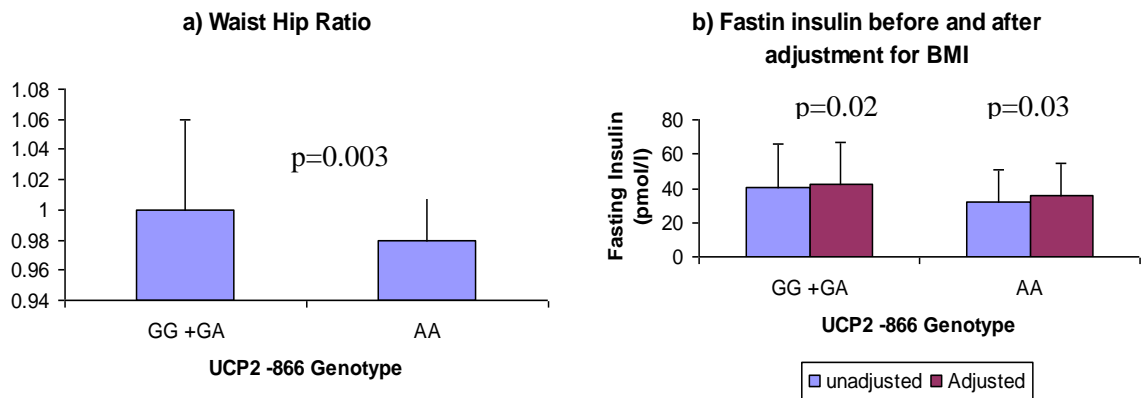 a) Waist Hip Ratio
1.08
1.06
1.04
1.02
1
0.98
0.96
0.94
p=0.003
GG +GA
AA
UCP2 -866 Genotype
b) Fastin insulin before and after
adjustment for BMI
p=0.02
p=0.03
Fasting Insulin
(pmol/l)
80
60
40
20
0
GG +GA
AA
UCP2 -866 Genotype
unadjusted
Adjusted